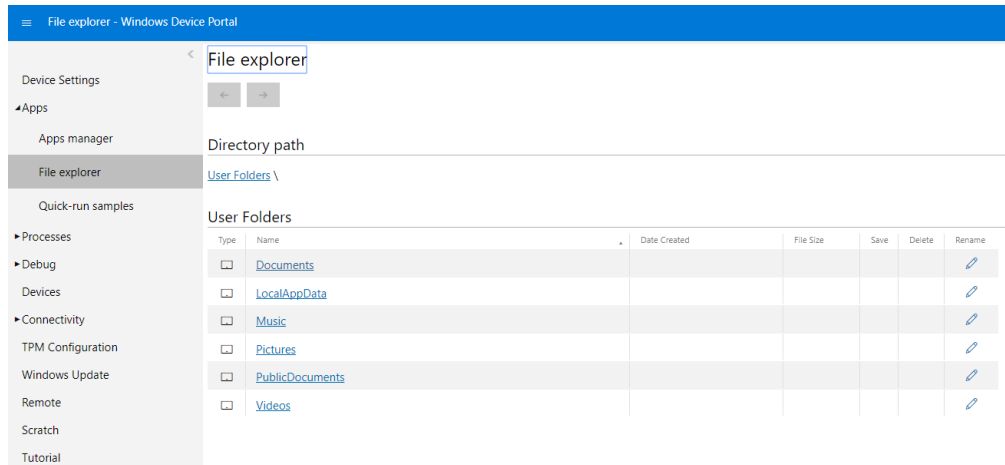 File explorer - Windows Device Portal
Device Settings
Apps
Apps manager
File explorer
Quick-run samples
Processes
Debug
Devices
Connectivity
TPM Configuration
Windows Update
Remote
Scratch
Tutorial
File explorer
Directory path
User Folders \
User Folders
Type Name Date Created File Size Save Delete Rename
Documents
LocalAppData
Music
Pictures
PublicDocuments
Videos